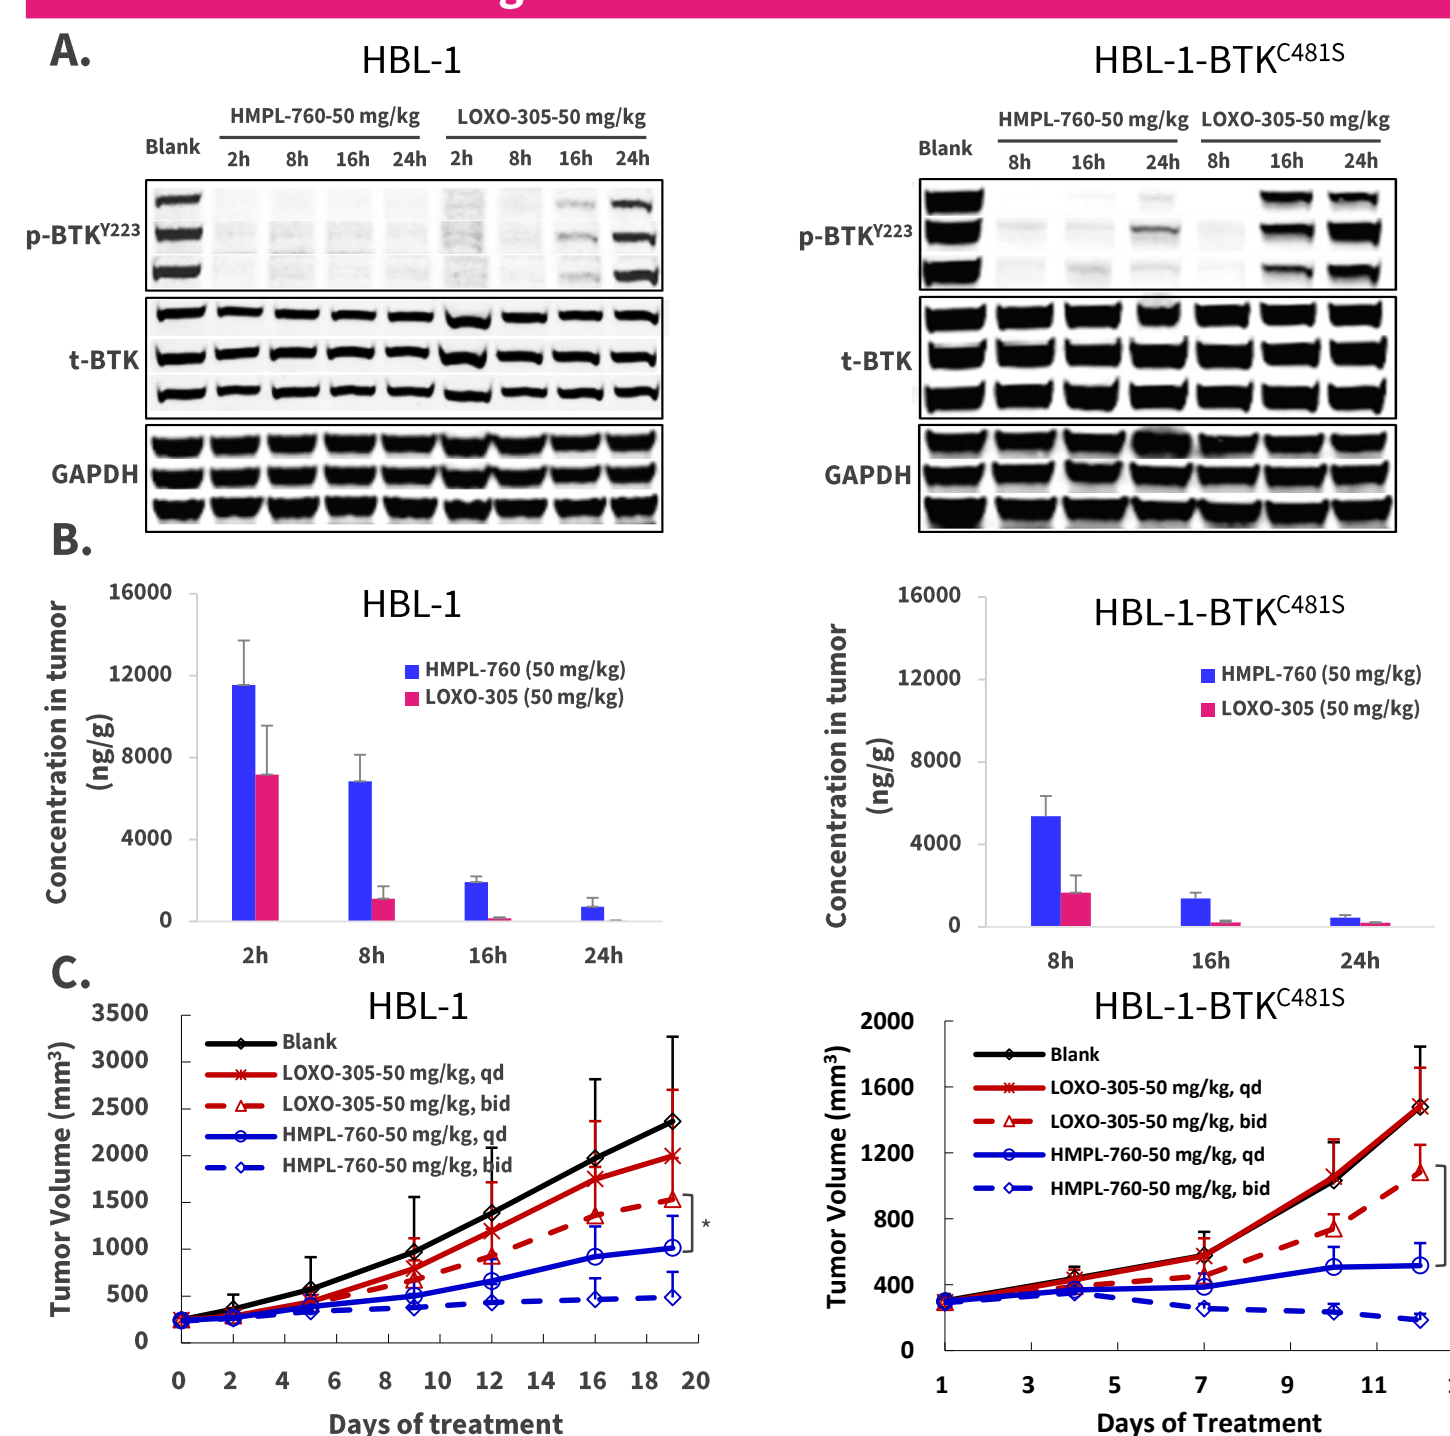 g
A.
HBL-1
HMPL-760-50 mg/kg LOXO-305-50 mg/kg
Blank 2h 8h 16h 24h 2h 8h 16h 24h
p-BTKY223
t-BTK
GAPDH
HBL-1-BTKC481S
HMPL-760-50 mg/kg LOXO-305-50 mg/kg
Blank 8h 16h 24h 8h 16h 24h
p-BTKY223
t-BTK
GAPDH
B.
HBL-1
Concentration in tumor
(ng/g)
16000
12000
8000
4000
0
HMPL-760 (50 mg/kg)
LOXO-305 (50 mg/kg)
2h 8h 16h 24h
HBL-1-BTKC481S
Concentration in tumor
(ng/g)
16000
12000
8000
4000
0
HMPL-760 (50 mg/kg)
LOXO-305 (50 mg/kg)
8h 16h 24h
C.
HBL-1
Tumor Volume (mm³)
3500
3000
2500
2000
1500
1000
500
0
Blank
LOXO-305-50 mg/kg, qd
LOXO-305-50 mg/kg, bid
HMPL-760-50 mg/kg, qd
HMPL-760-50 mg/kg, bid
*
0 2 4 6 8 10 12 14 16 18 20
Days of treatment
HBL-1-BTKC481S
Tumor Volume (mm³)
2000
1600
1200
800
400
0
Blank
LOXO-305-50 mg/kg, qd
LOXO-305-50 mg/kg, bid
HMPL-760-50 mg/kg, qd
HMPL-760-50 mg/kg, bid
1 3 5 7 9 11
Days of Treatment